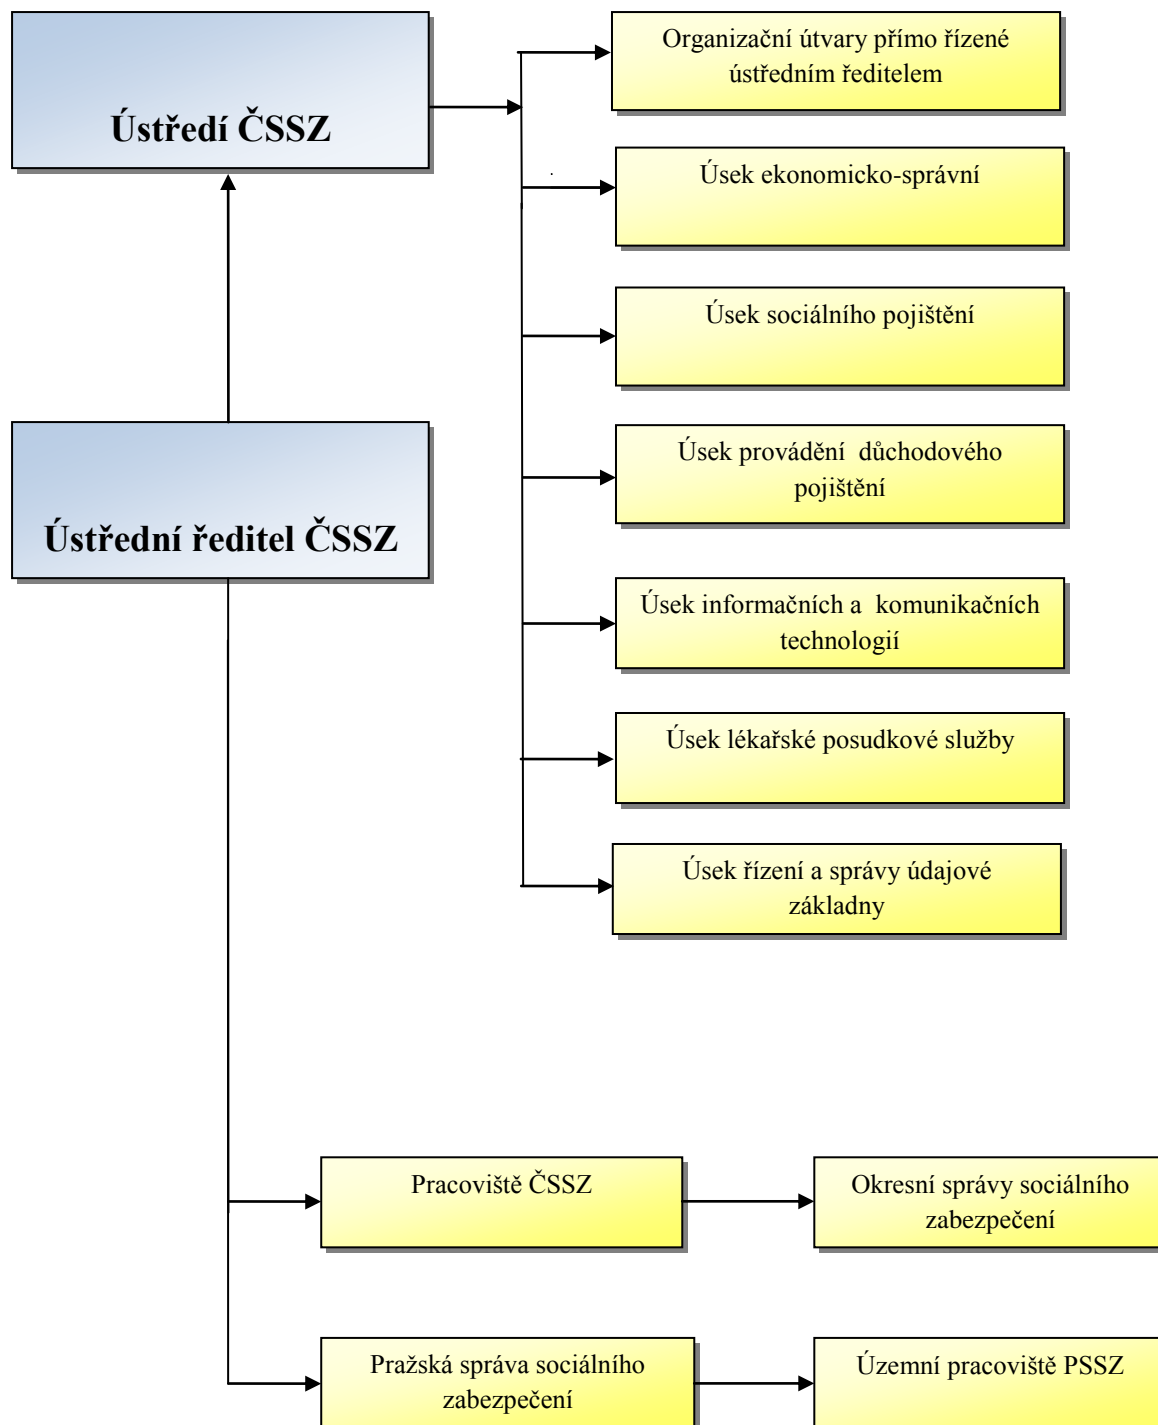 Ústředí ČSSZ
Organizační útvary přímo řízené
ústředním ředitelem
Úsek ekonomicko-správní
Úsek sociálního pojištění
Ústřední ředitel ČSSZ
Úsek provádění důchodového
pojištění
Úsek informačních a komunikačních
technologií
Úsek lékařské posudkové služby
Úsek řízení a správy údajové
základny
Pracoviště ČSSZ
Okresní správy sociálního
zabezpečení
Pražská správa sociálního
zabezpečení
Územní pracoviště PSSZ